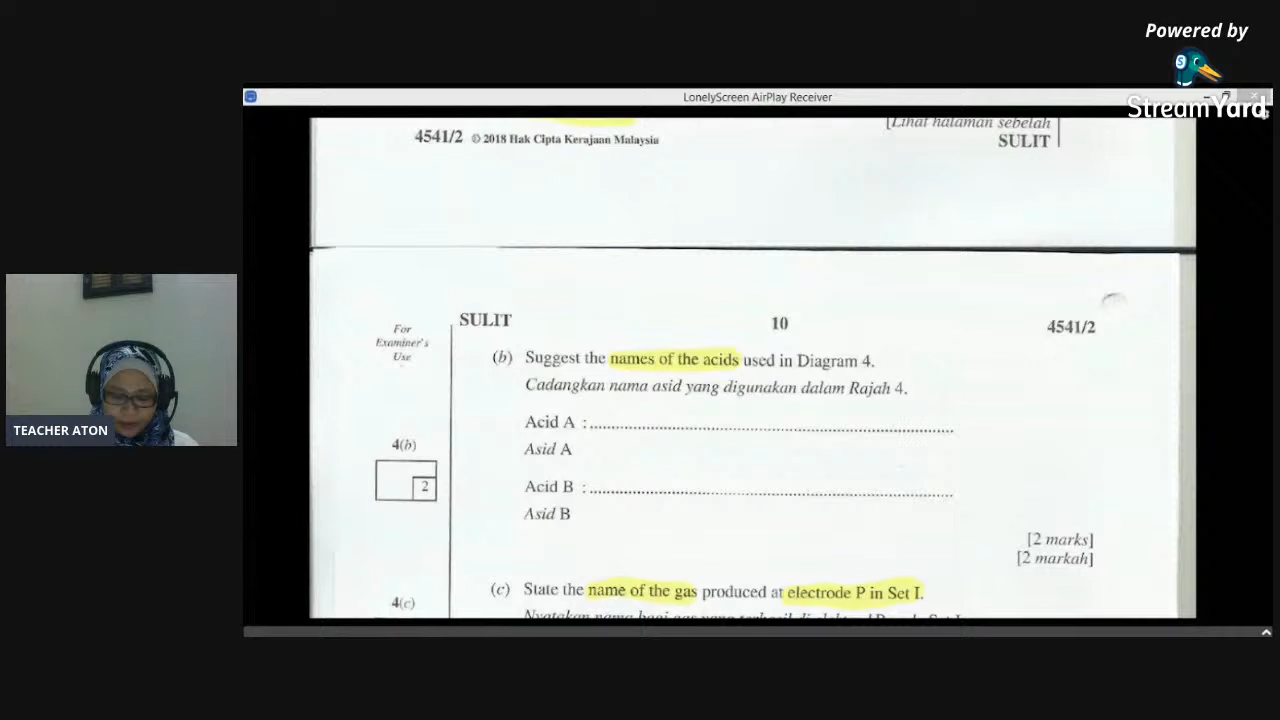 Powered by
StreamYard
LonelyScreen AirPlay Receiver
[Lihat halaman sebelah
4541/2 © 2018 Hak Cipta Kerajaan Malaysia
SULIT
For
Examiner's
Use
SULIT
10
4541/2
(b) Suggest the names of the acids used in Diagram 4.
Cadangkan nama asid yang digunakan dalam Rajah 4.
Acid A :
Asid A
4(b)
2
Acid B :
Asid B
[2 marks]
[2 markah]
4(c)
(c) State the name of the gas produced at electrode P in Set I.
TEACHER ATON